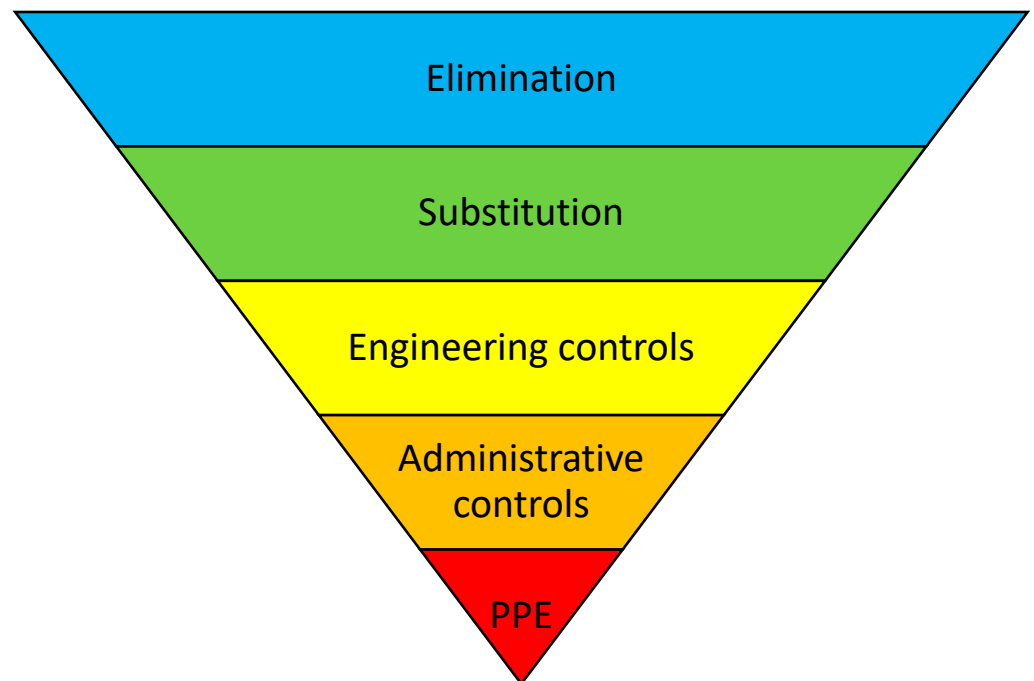 Elimination
Substitution
Engineering controls
Administrative
controls
PPE